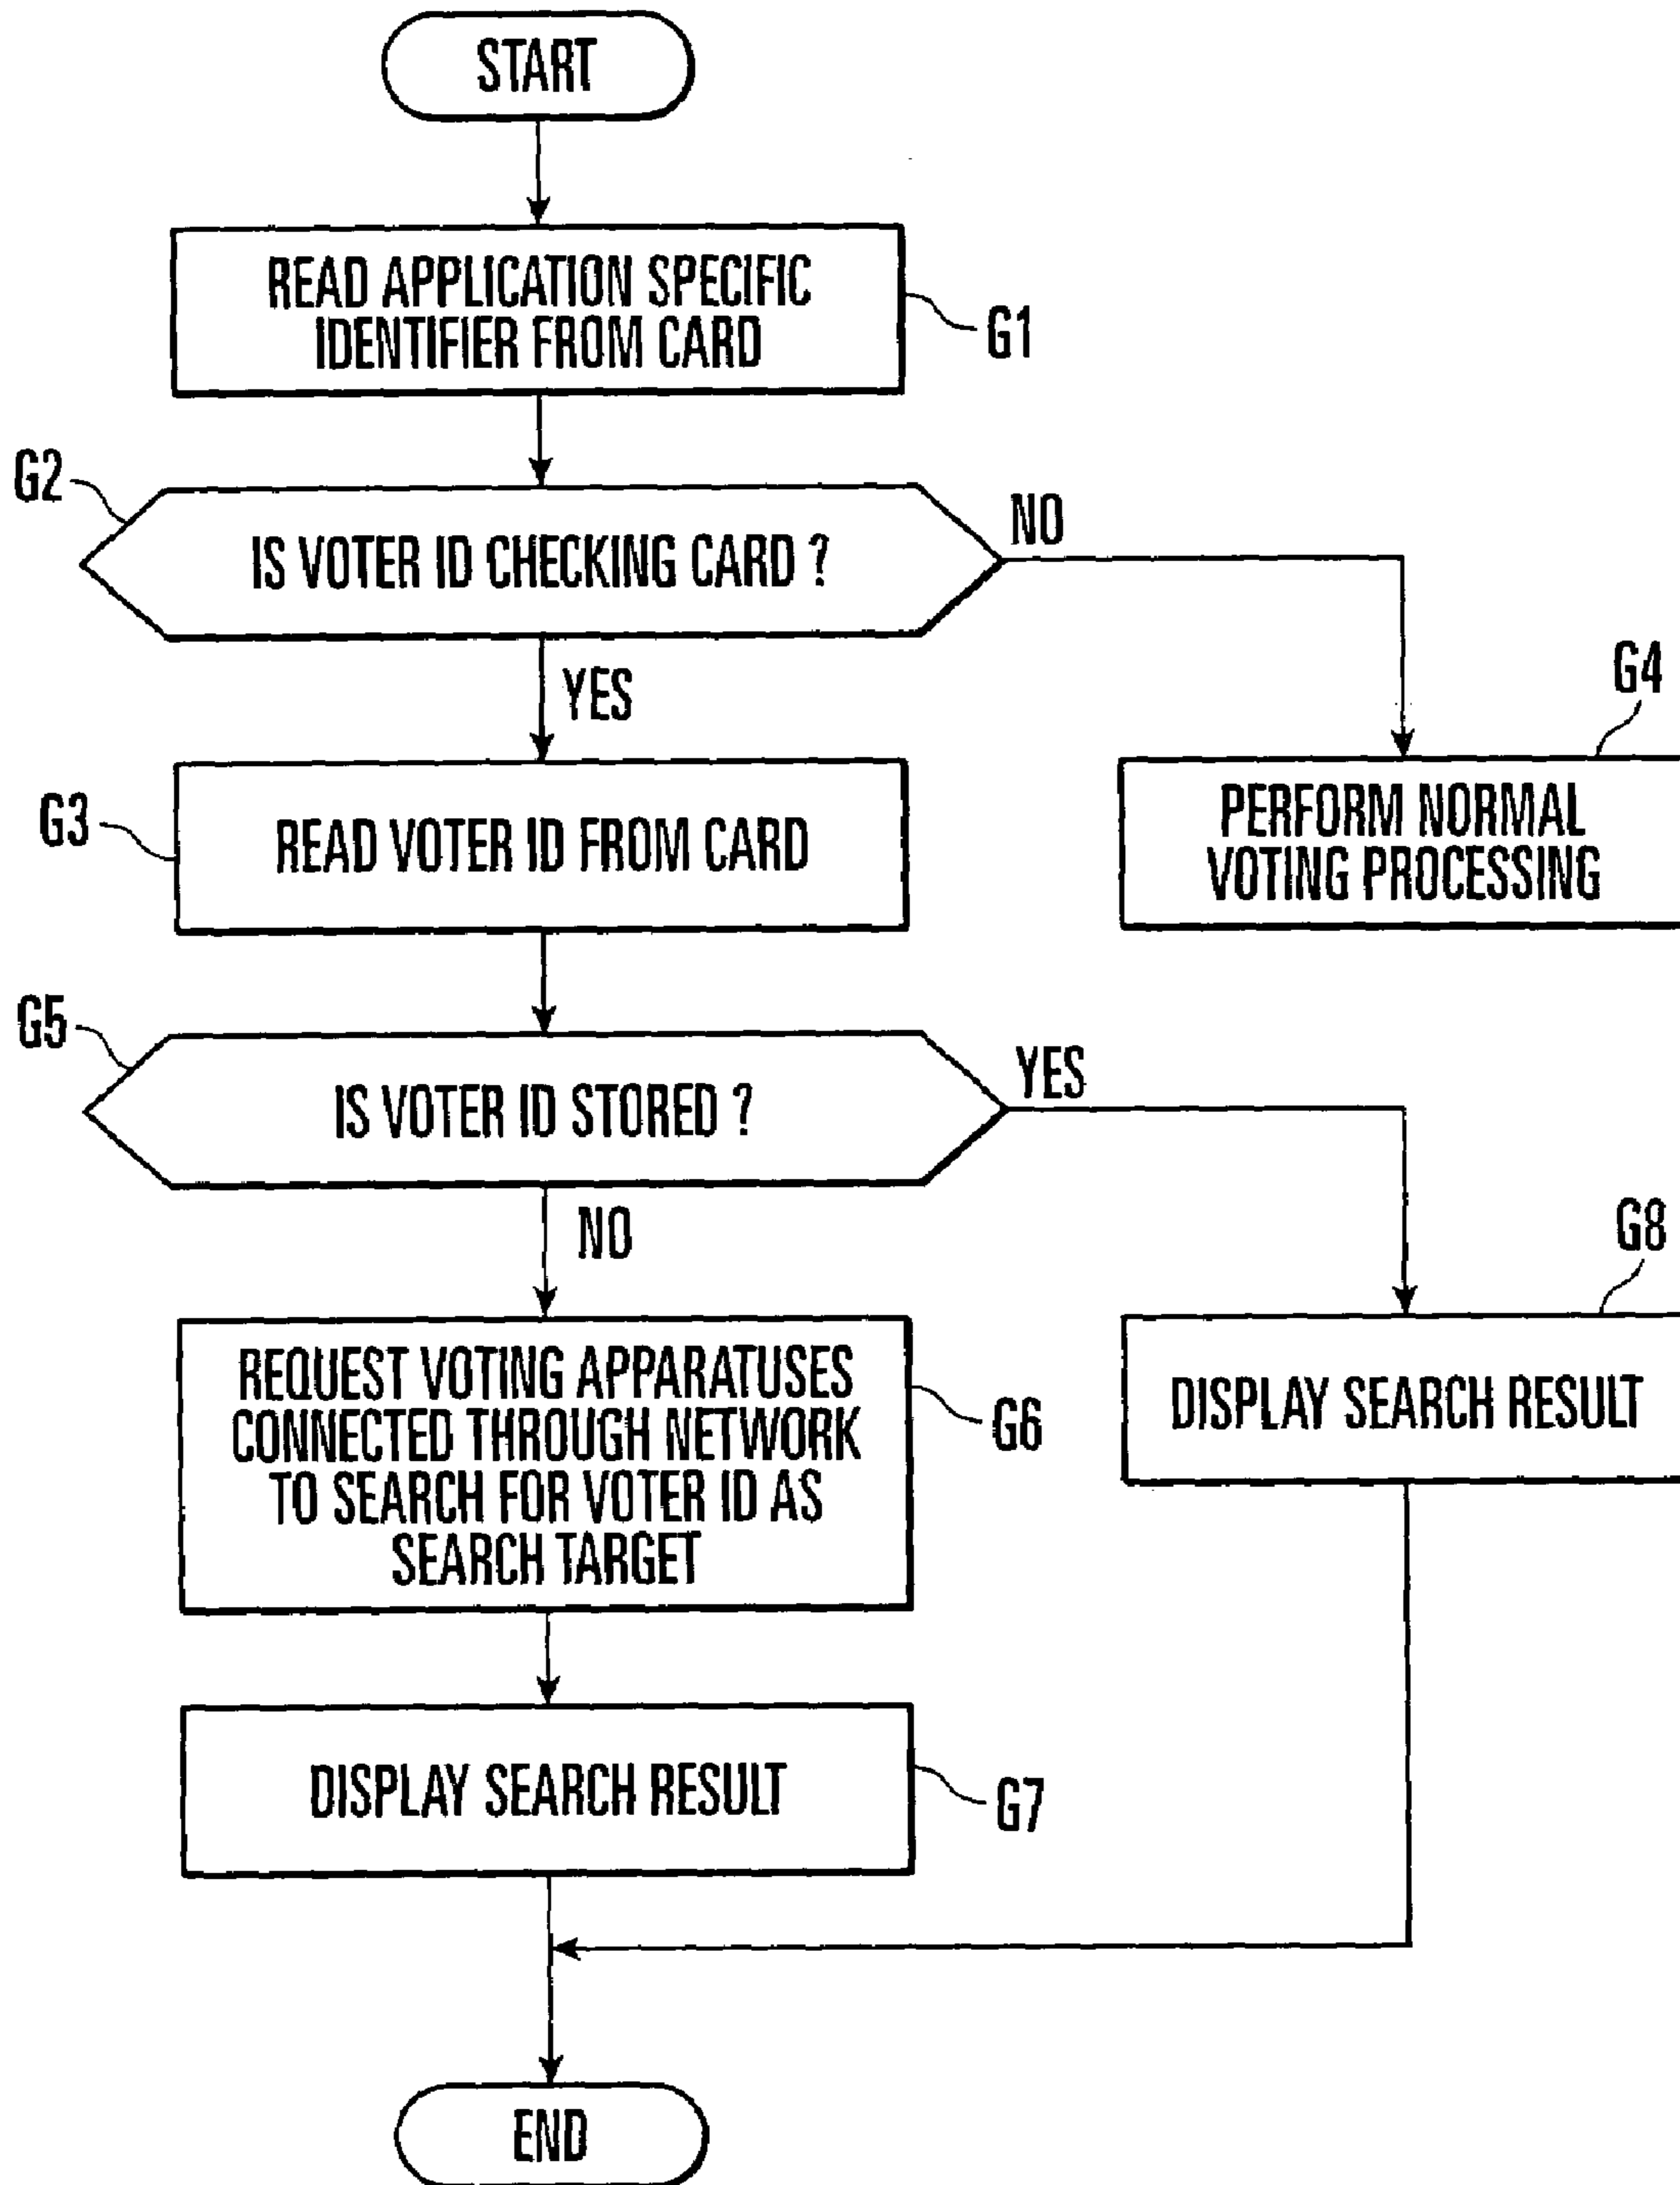 START
READ APPLICATION SPECIFIC
IDENTIFIER FROM CARD
G1
G2
IS VOTER ID CHECKING CARD ?
NO
YES
G3
READ VOTER ID FROM CARD
G4
PERFORM NORMAL
VOTING PROCESSING
G5
IS VOTER ID STORED ?
YES
NO
G8
DISPLAY SEARCH RESULT
REQUEST VOTING APPARATUSES
CONNECTED THROUGH NETWORK
TO SEARCH FOR VOTER ID AS
SEARCH TARGET
G6
DISPLAY SEARCH RESULT
G7
END